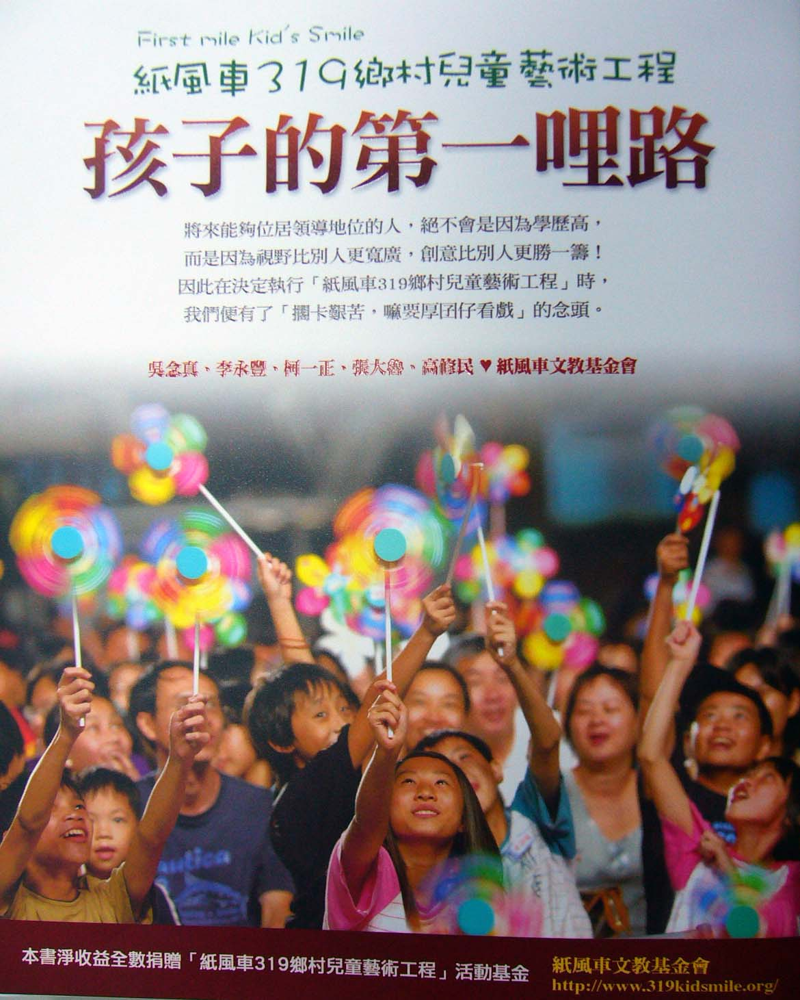 First mile Kid's Smile
紙風車319鄉村兒童藝術工程
孩子的第一哩路
將來能夠位居領導地位的人，絕不會是因為學歷高，
而是因為視野比別人更寬廣，創意比別人更勝一籌！
因此在決定執行「紙風車319鄉村兒童藝術工程」時，
我們便有了「擱卡艱苦，嘛要厚囝仔看戲」的念頭。
吳念真、李永豐、柯一正、張大魯、高修民♥紙風車文教基金會
autica
本書淨收益全數捐贈「紙風車319鄉村兒童藝術工程」活動基金
紙風車文教基金會
http://www.319kidsmile.org/